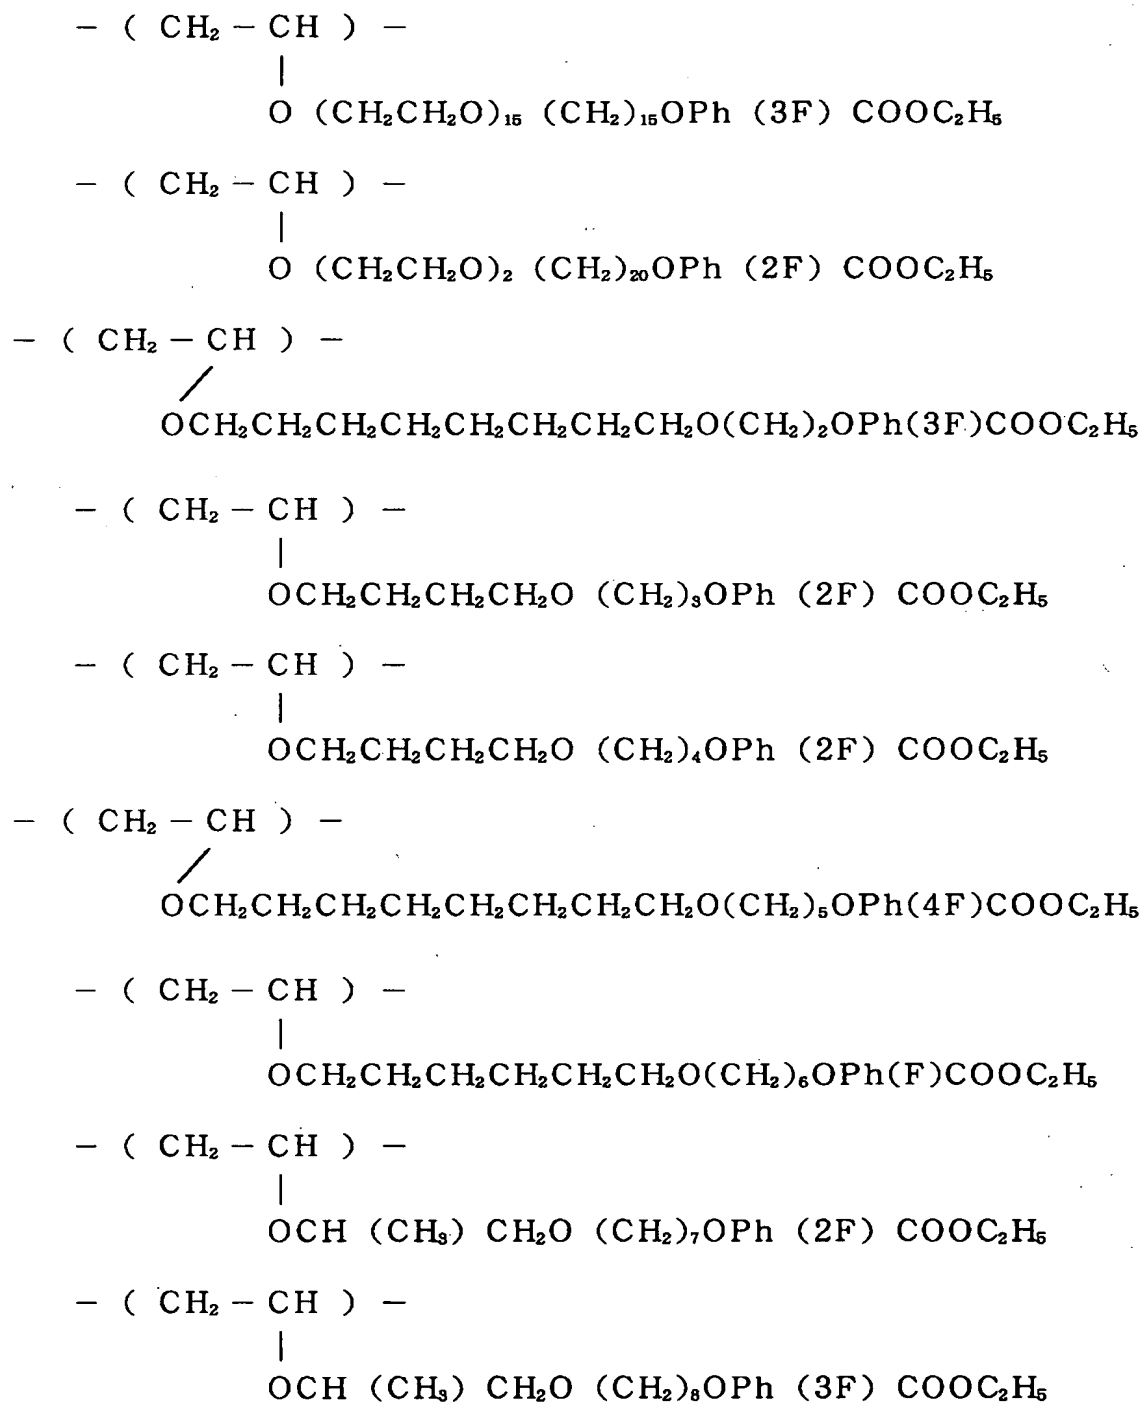 − ( CH₂ − CH ) −
|
O (CH₂CH₂O)₁₅ (CH₂)₁₅OPh (3F) COOC₂H₅
− ( CH₂ − CH ) −
|
O (CH₂CH₂O)₂ (CH₂)₂₀OPh (2F) COOC₂H₅
− ( CH₂ − CH ) −
/
OCH₂CH₂CH₂CH₂CH₂CH₂CH₂CH₂O(CH₂)₂OPh(3F)COOC₂H₅
− ( CH₂ − CH ) −
|
OCH₂CH₂CH₂CH₂O (CH₂)₃OPh (2F) COOC₂H₅
− ( CH₂ − CH ) −
|
OCH₂CH₂CH₂CH₂O (CH₂)₄OPh (2F) COOC₂H₅
− ( CH₂ − CH ) −
/
OCH₂CH₂CH₂CH₂CH₂CH₂CH₂CH₂O(CH₂)₅OPh(4F)COOC₂H₅
− ( CH₂ − CH ) −
|
OCH₂CH₂CH₂CH₂CH₂CH₂O(CH₂)₆OPh(F)COOC₂H₅
− ( CH₂ − CH ) −
|
OCH (CH₃) CH₂O (CH₂)₇OPh (2F) COOC₂H₅
− ( CH₂ − CH ) −
|
OCH (CH₃) CH₂O (CH₂)₈OPh (3F) COOC₂H₅